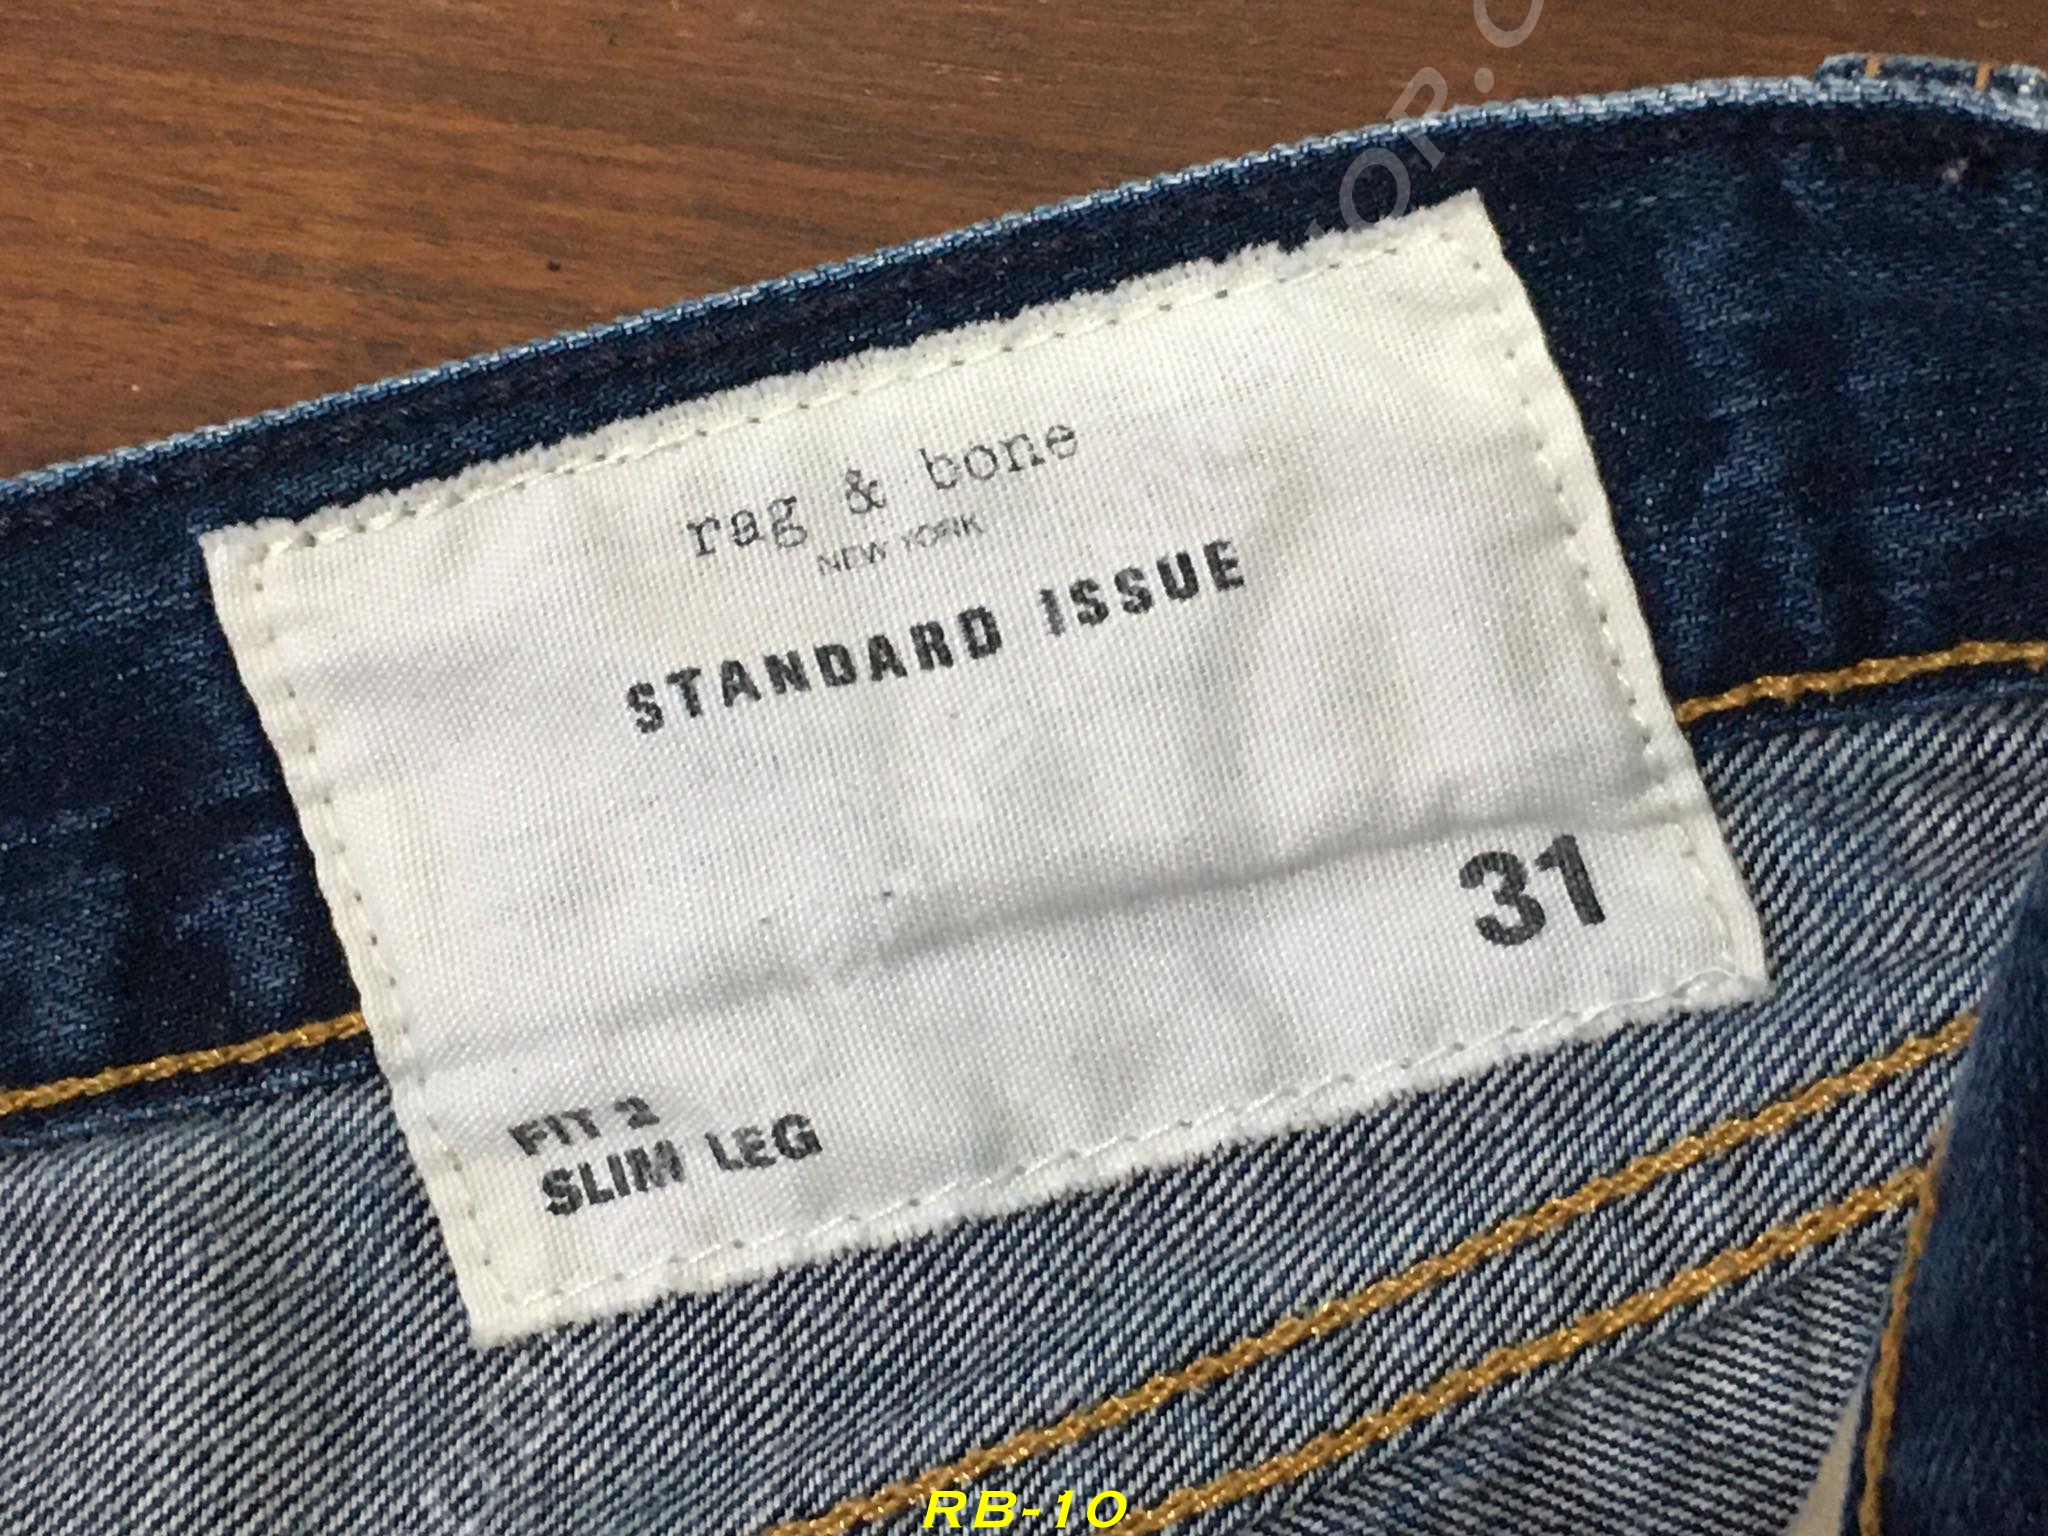 rag & bone
NEW YORK
STANDARD ISSUE
31
FIT 2
SLIM LEG
RB-10